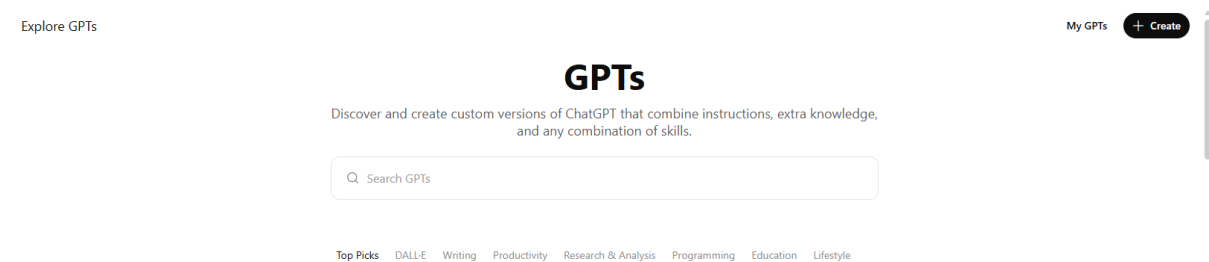 Explore GPTs
My GPTs
+ Create
GPTs
Discover and create custom versions of ChatGPT that combine instructions, extra knowledge,
and any combination of skills.
Search GPTs
Top Picks DALL·E Writing Productivity Research & Analysis Programming Education Lifestyle